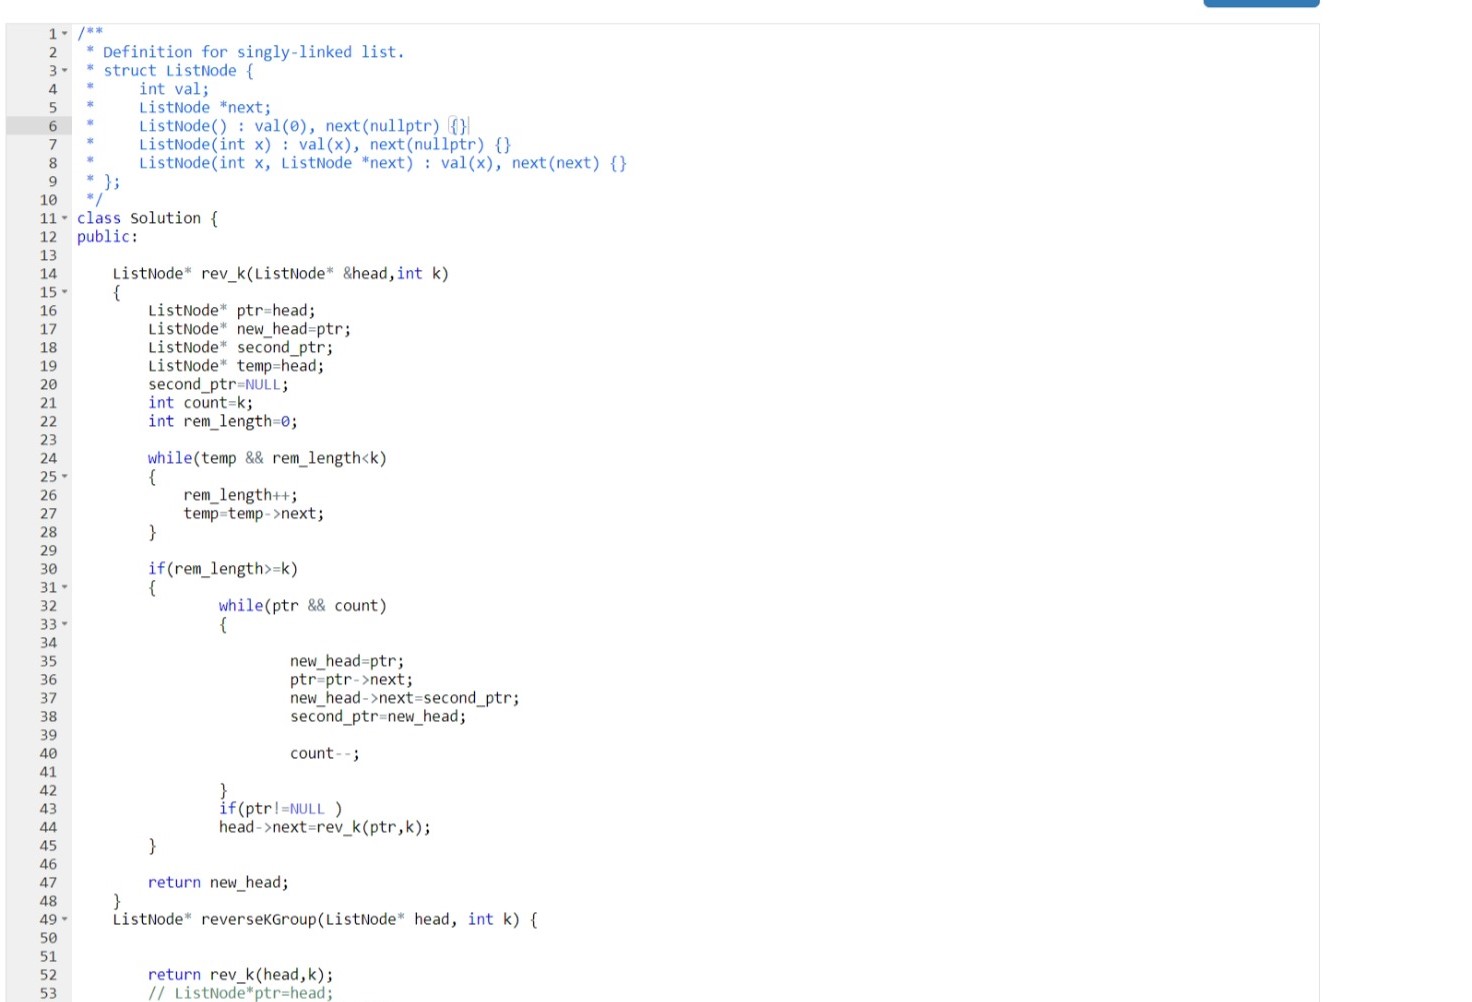 1 /**
2  * Definition for singly-linked list.
3  * struct ListNode {
4  *     int val;
5  *     ListNode *next;
6  *     ListNode() : val(0), next(nullptr) {}
7  *     ListNode(int x) : val(x), next(nullptr) {}
8  *     ListNode(int x, ListNode *next) : val(x), next(next) {}
9  * };
10  */
11 class Solution {
12 public:
13
14     ListNode* rev_k(ListNode* &head,int k)
15     {
16         ListNode* ptr=head;
17         ListNode* new_head=ptr;
18         ListNode* second_ptr;
19         ListNode* temp=head;
20         second_ptr=NULL;
21         int count=k;
22         int rem_length=0;
23
24         while(temp && rem_length<k)
25         {
26             rem_length++;
27             temp=temp->next;
28         }
29
30         if(rem_length>=k)
31         {
32                 while(ptr && count)
33                 {
34
35                         new_head=ptr;
36                         ptr=ptr->next;
37                         new_head->next=second_ptr;
38                         second_ptr=new_head;
39
40                         count--;
41
42                 }
43                 if(ptr!=NULL )
44                 head->next=rev_k(ptr,k);
45         }
46
47         return new_head;
48     }
49     ListNode* reverseKGroup(ListNode* head, int k) {
50
51
52         return rev_k(head,k);
53         // ListNode*ptr=head;